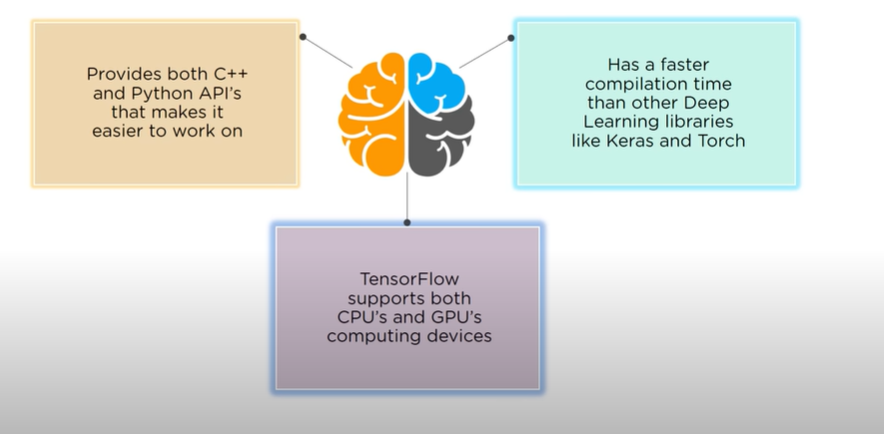 Provides both C++
and Python API's
that makes it
easier to work on
Has a faster
compilation time
than other Deep
Learning libraries
like Keras and Torch
TensorFlow
supports both
CPU's and GPU's
computing devices